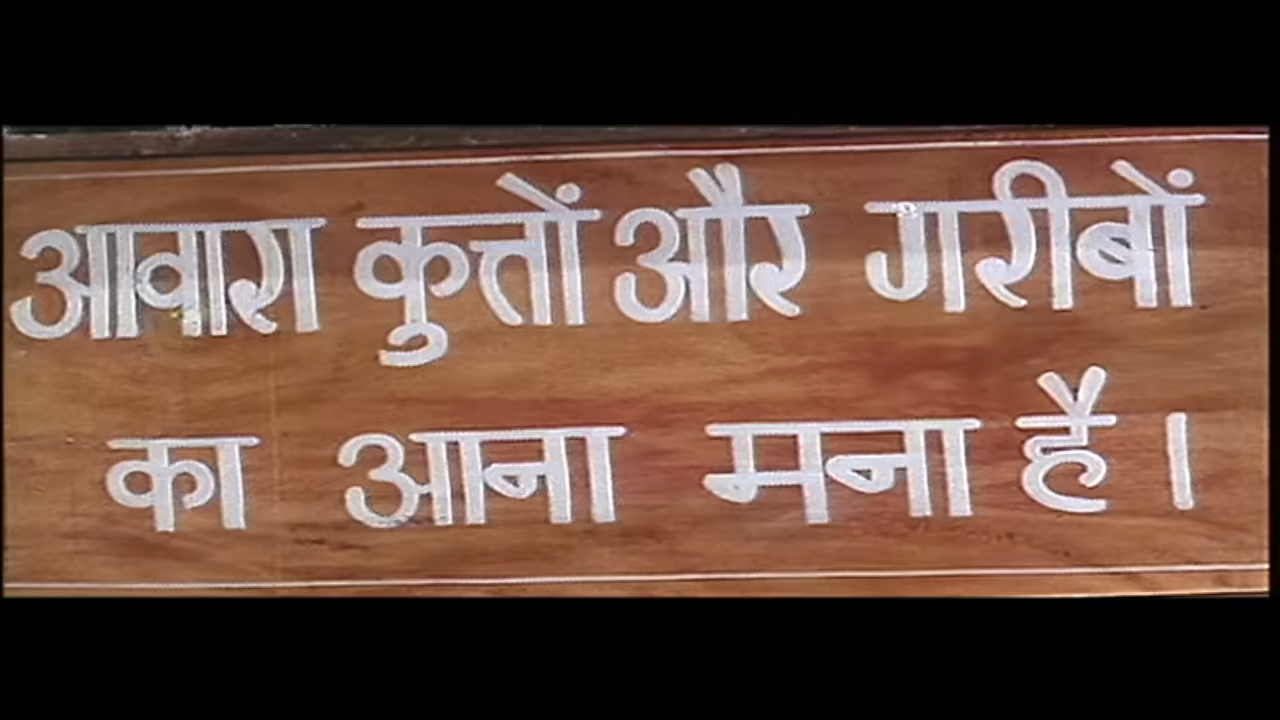 आवारा कुत्तों और गरीबों
का आना मना है।